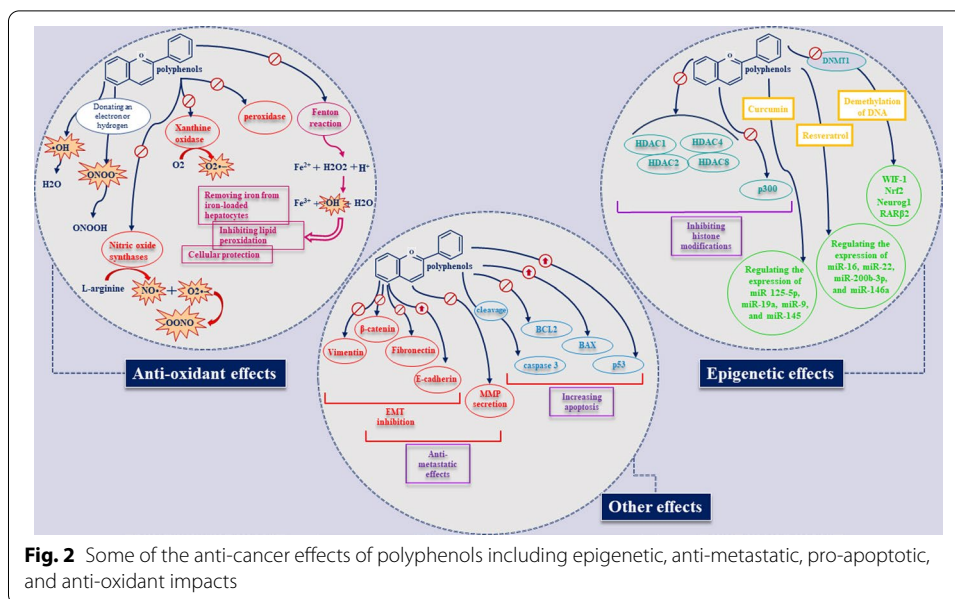 O
polyphenols
Donating an
electron or
hydrogen
•OH
H2O
ONOO-
ONOOH
Xanthine
oxidase
O2
O2•—
peroxidase
Fenton
reaction
Fe2+ + H2O2 +H+
Fe3+ + OH + H2O
Removing iron from
iron-loaded
hepatocytes
Inhibiting lipid
peroxidation
Cellular protection
Nitric oxide
synthases
L-arginine
NO•
+
O2•—
-OONO
Anti-oxidant effects
O
polyphenols
β-catenin
Vimentin
Fibronectin
E-cadherin
MMP
secretion
cleavage
caspase 3
BCL2
BAX
p53
EMT
inhibition
Increasing
apoptosis
Anti-
metastatic
effects
Other effects
O
polyphenols
DNMT1
Curcumin
Resveratrol
Demethylation
of DNA
HDAC1
HDAC4
HDAC2
HDAC8
p300
Inhibiting
histone
modifications
WIF-1
Nrf2
Neurog1
RARβ2
Regulating the
expression of
miR 125-5p,
miR-19a, miR-9,
and miR-145
Regulating the
expression of
miR-16, miR-22,
miR-200b-3p,
and miR-146a
Epigenetic effects
Fig. 2 Some of the anti-cancer effects of polyphenols including epigenetic, anti-metastatic, pro-apoptotic,
and anti-oxidant impacts